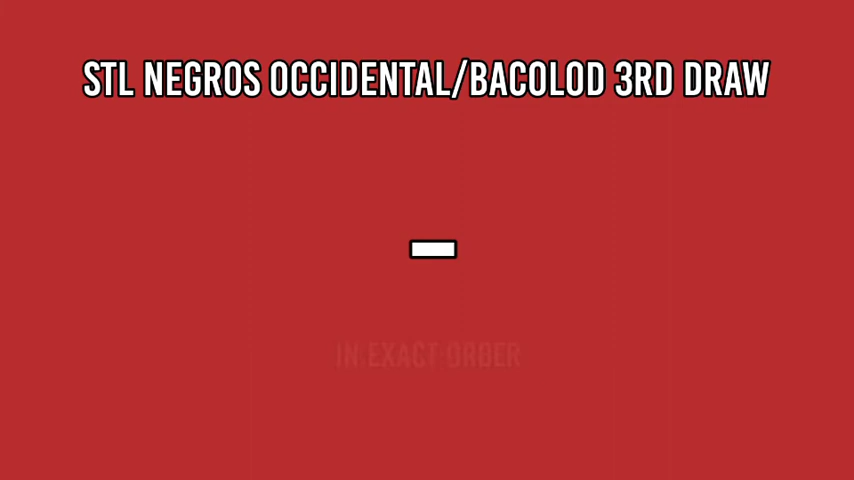 STL NEGROS OCCIDENTAL/BACOLOD 3RD DRAW
-
IN EXACT ORDER